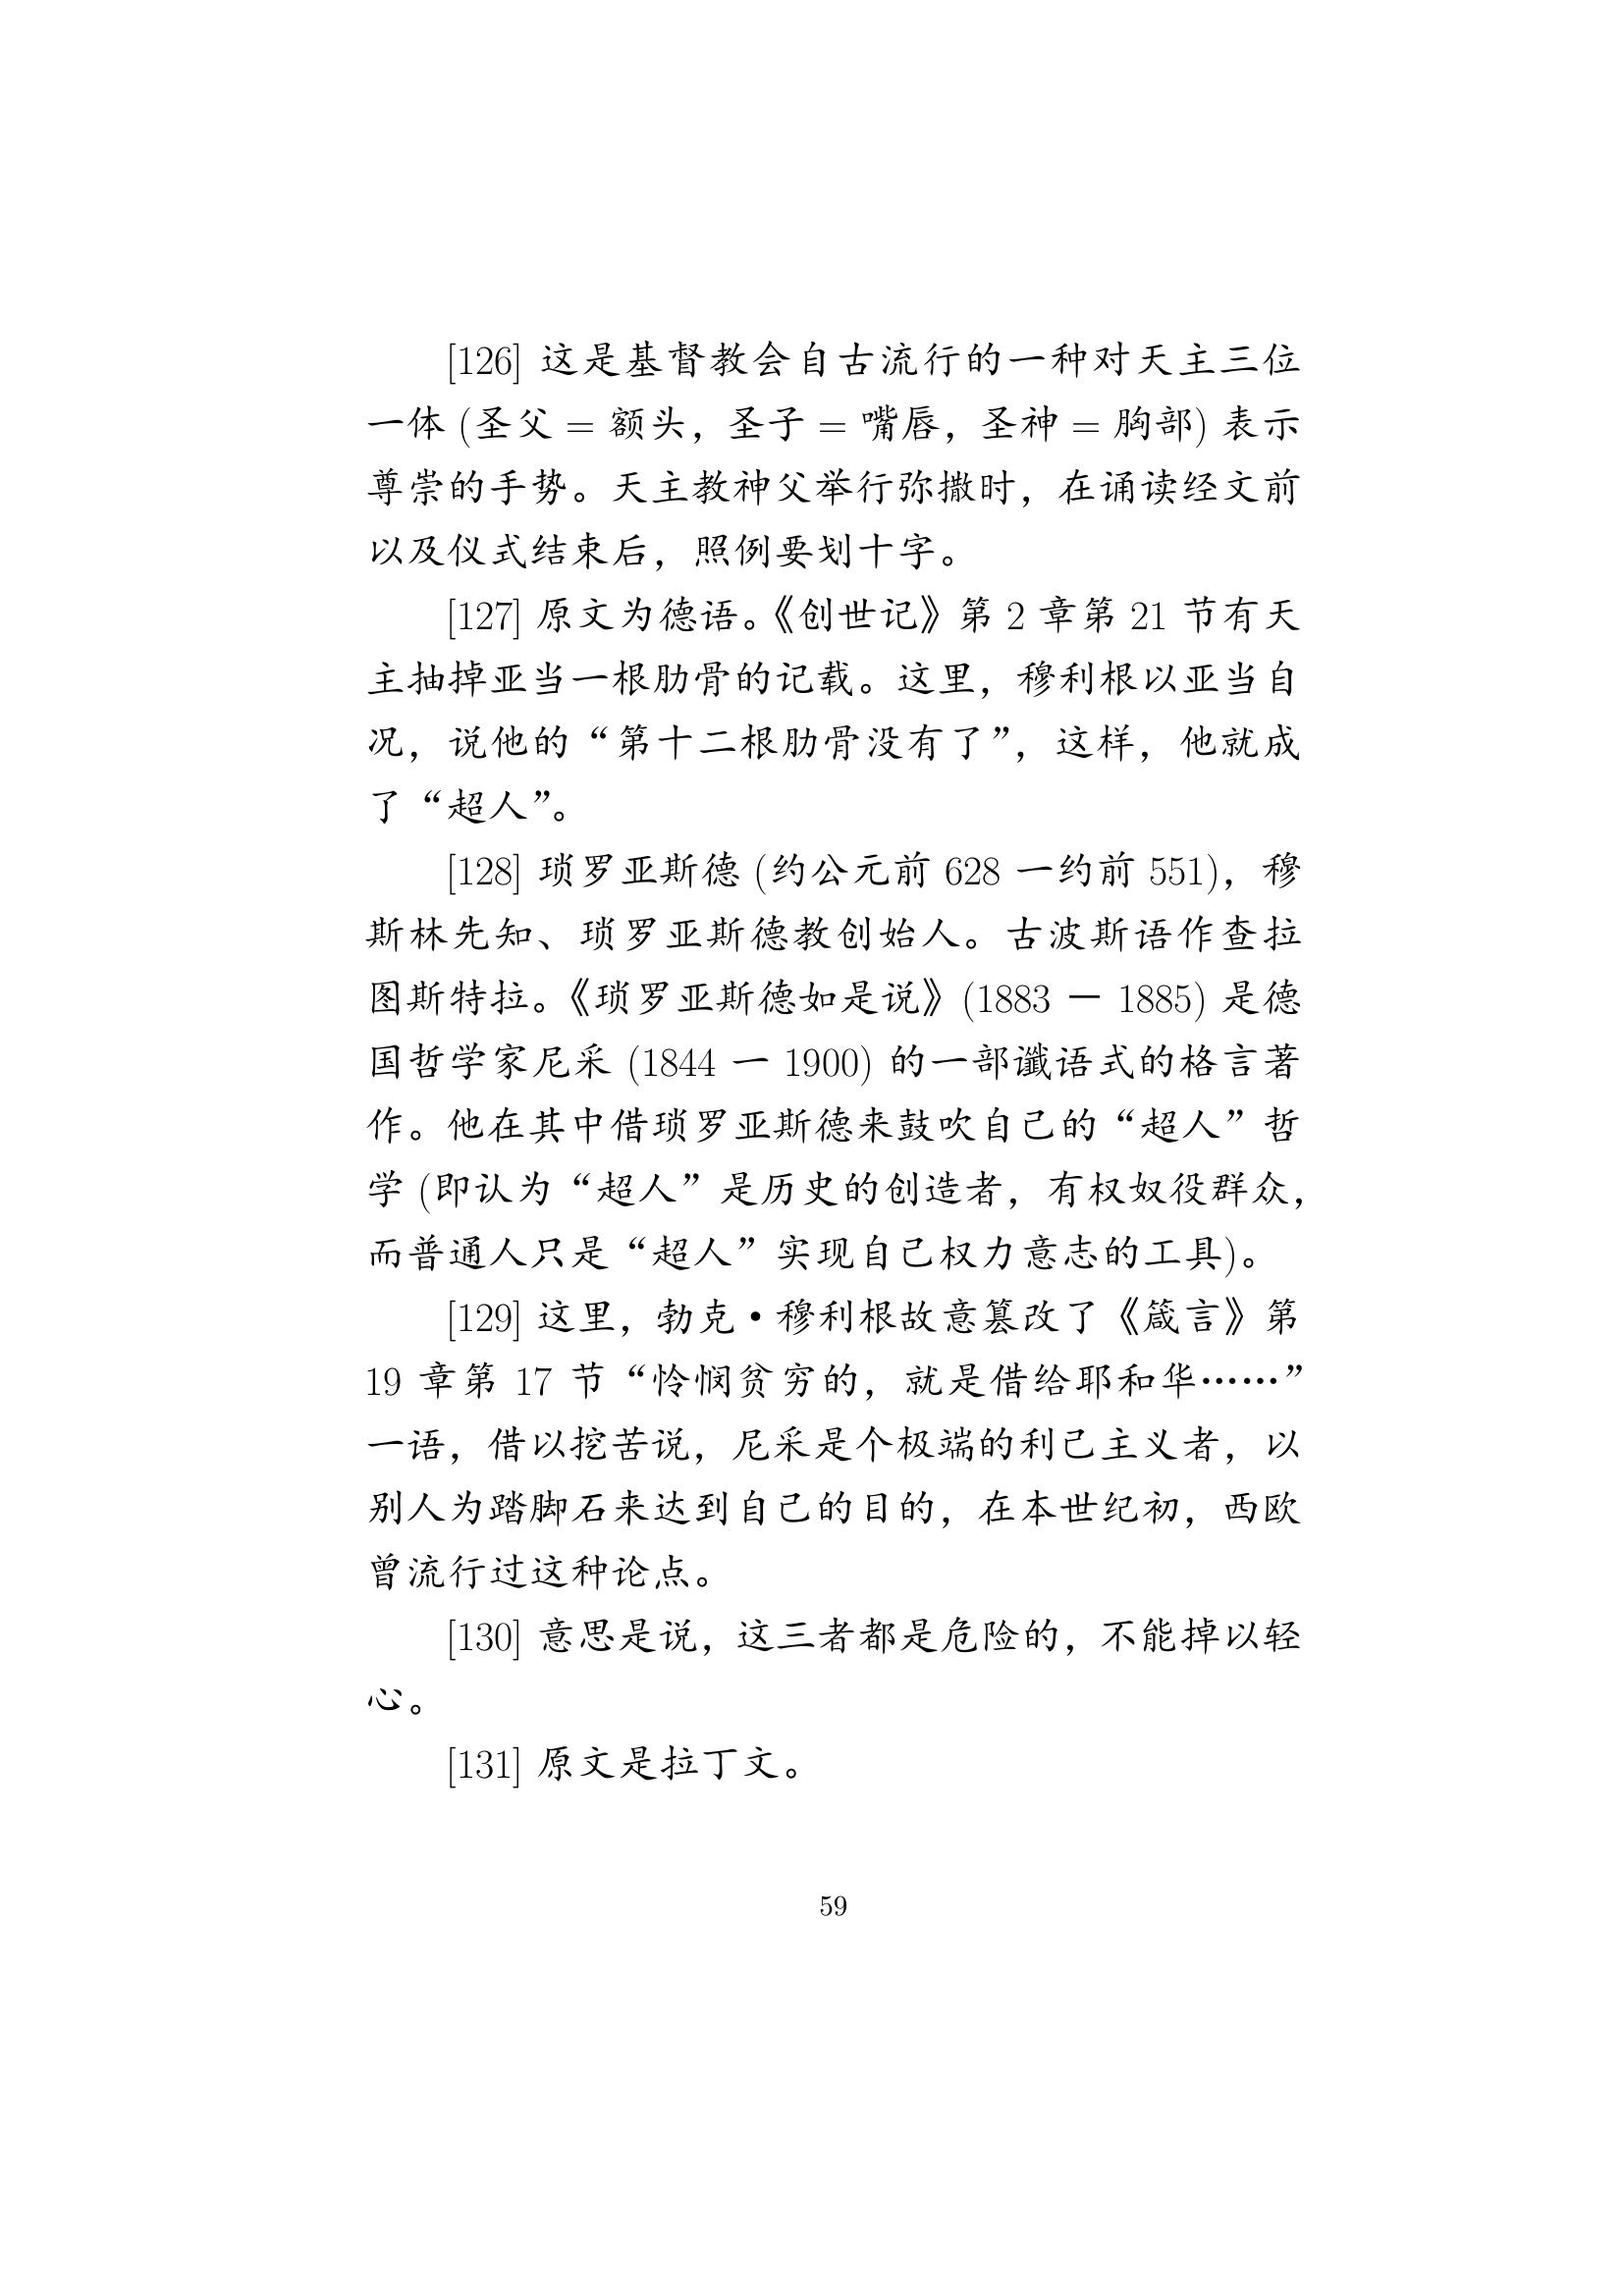 [126] 这是基督教会自古流行的一种对天主三位
一体 (圣父 = 额头，圣子 = 嘴唇，圣神 = 胸部) 表示
尊崇的手势。天主教神父举行弥撒时，在诵读经文前
以及仪式结束后，照例要划十字。
[127] 原文为德语。《创世记》第 2 章第 21 节有天
主抽掉亚当一根肋骨的记载。这里，穆利根以亚当自
况，说他的“第十二根肋骨没有了”，这样，他就成
了“超人”。
[128] 琐罗亚斯德 (约公元前 628 一约前 551)，穆
斯林先知、琐罗亚斯德教创始人。古波斯语作查拉
图斯特拉。《琐罗亚斯德如是说》(1883 － 1885) 是德
国哲学家尼采 (1844 一 1900) 的一部谶语式的格言著
作。他在其中借琐罗亚斯德来鼓吹自己的“超人”哲
学 (即认为“超人”是历史的创造者，有权奴役群众，
而普通人只是“超人”实现自己权力意志的工具)。
[129] 这里，勃克·穆利根故意篡改了《箴言》第
19 章第 17 节“怜悯贫穷的，就是借给耶和华……”
一语，借以挖苦说，尼采是个极端的利己主义者，以
别人为踏脚石来达到自己的目的，在本世纪初，西欧
曾流行过这种论点。
[130] 意思是说，这三者都是危险的，不能掉以轻
心。
[131] 原文是拉丁文。
59